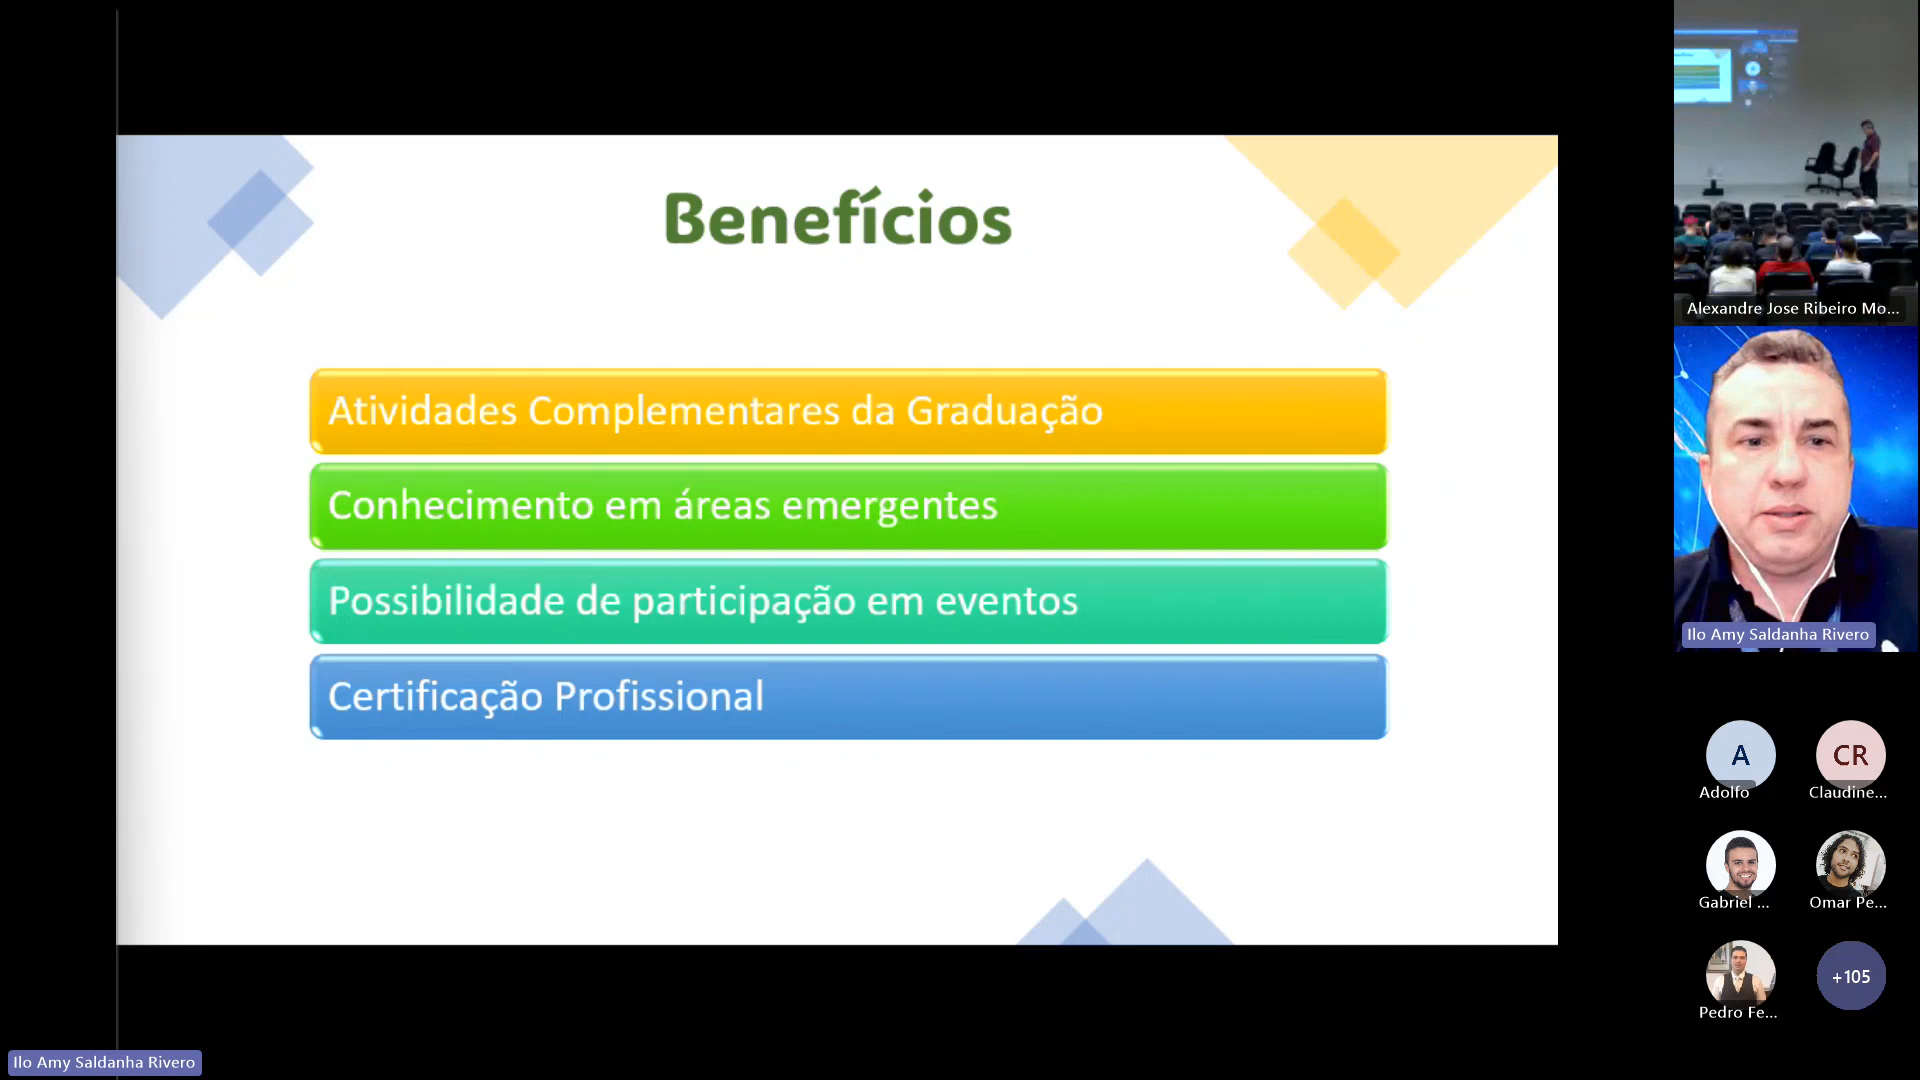 Benefícios
Atividades Complementares da Graduação
Conhecimento em áreas emergentes
Possibilidade de participação em eventos
Certificação Profissional
Alexandre Jose Ribeiro Mo...
Ilo Amy Saldanha Rivero
A
Adolfo
CR
Claudine...
Gabriel ...
Omar Pe...
Pedro Fe...
+105
Ilo Amy Saldanha Rivero